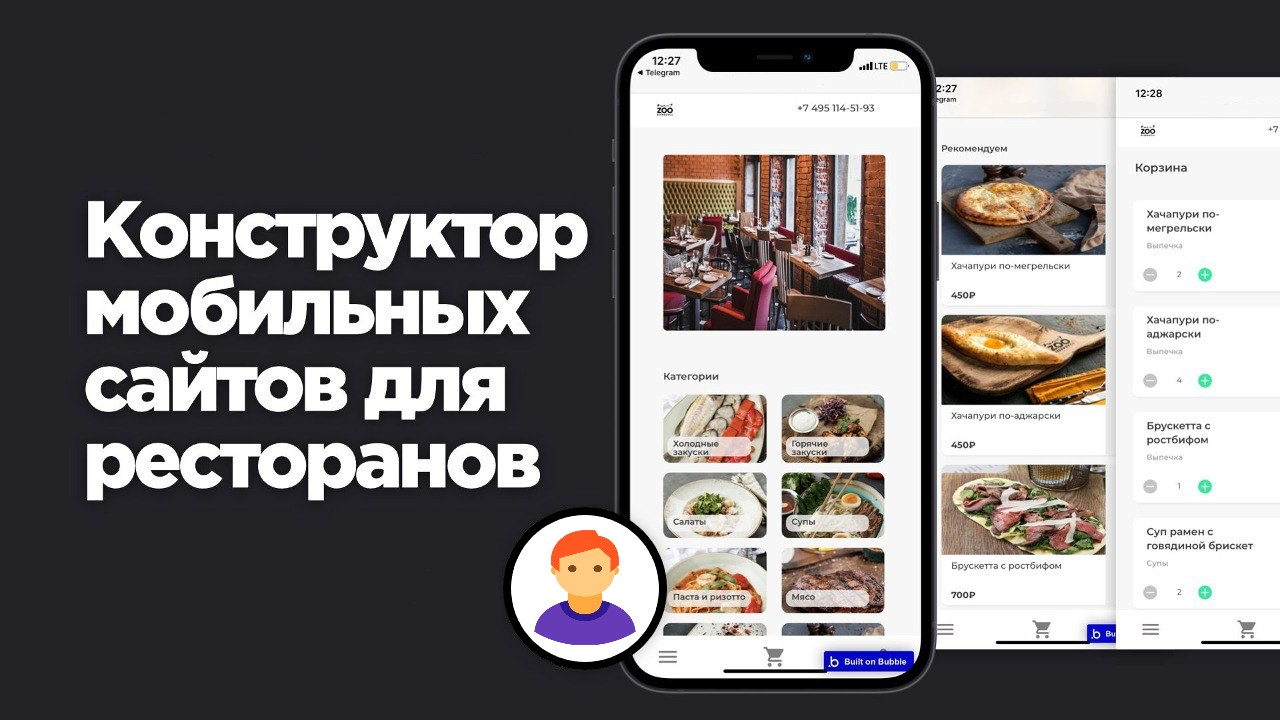 Конструктор
мобильных
сайтов для
ресторанов
12:27
Telegram
LTE
ZOO
+7 495 114-51-93
Категории
Холодные
закуски
Горячие
закуски
Салаты
Супы
Паста и ризотто
Мясо
Built on Bubble
2:27
egram
Рекомендуем
Хачапури по-мегрельски
450₽
ZOO
Хачапури по-аджарски
450₽
Брускетта с ростбифом
700₽
Bu
12:28
ZOO
+7
Корзина
Хачапури по-
мегрельски
Выпечка
2
Хачапури по-
аджарски
Выпечка
4
Брускетта с
ростбифом
Выпечка
1
Суп рамен с
говядиной брискет
Супы
2